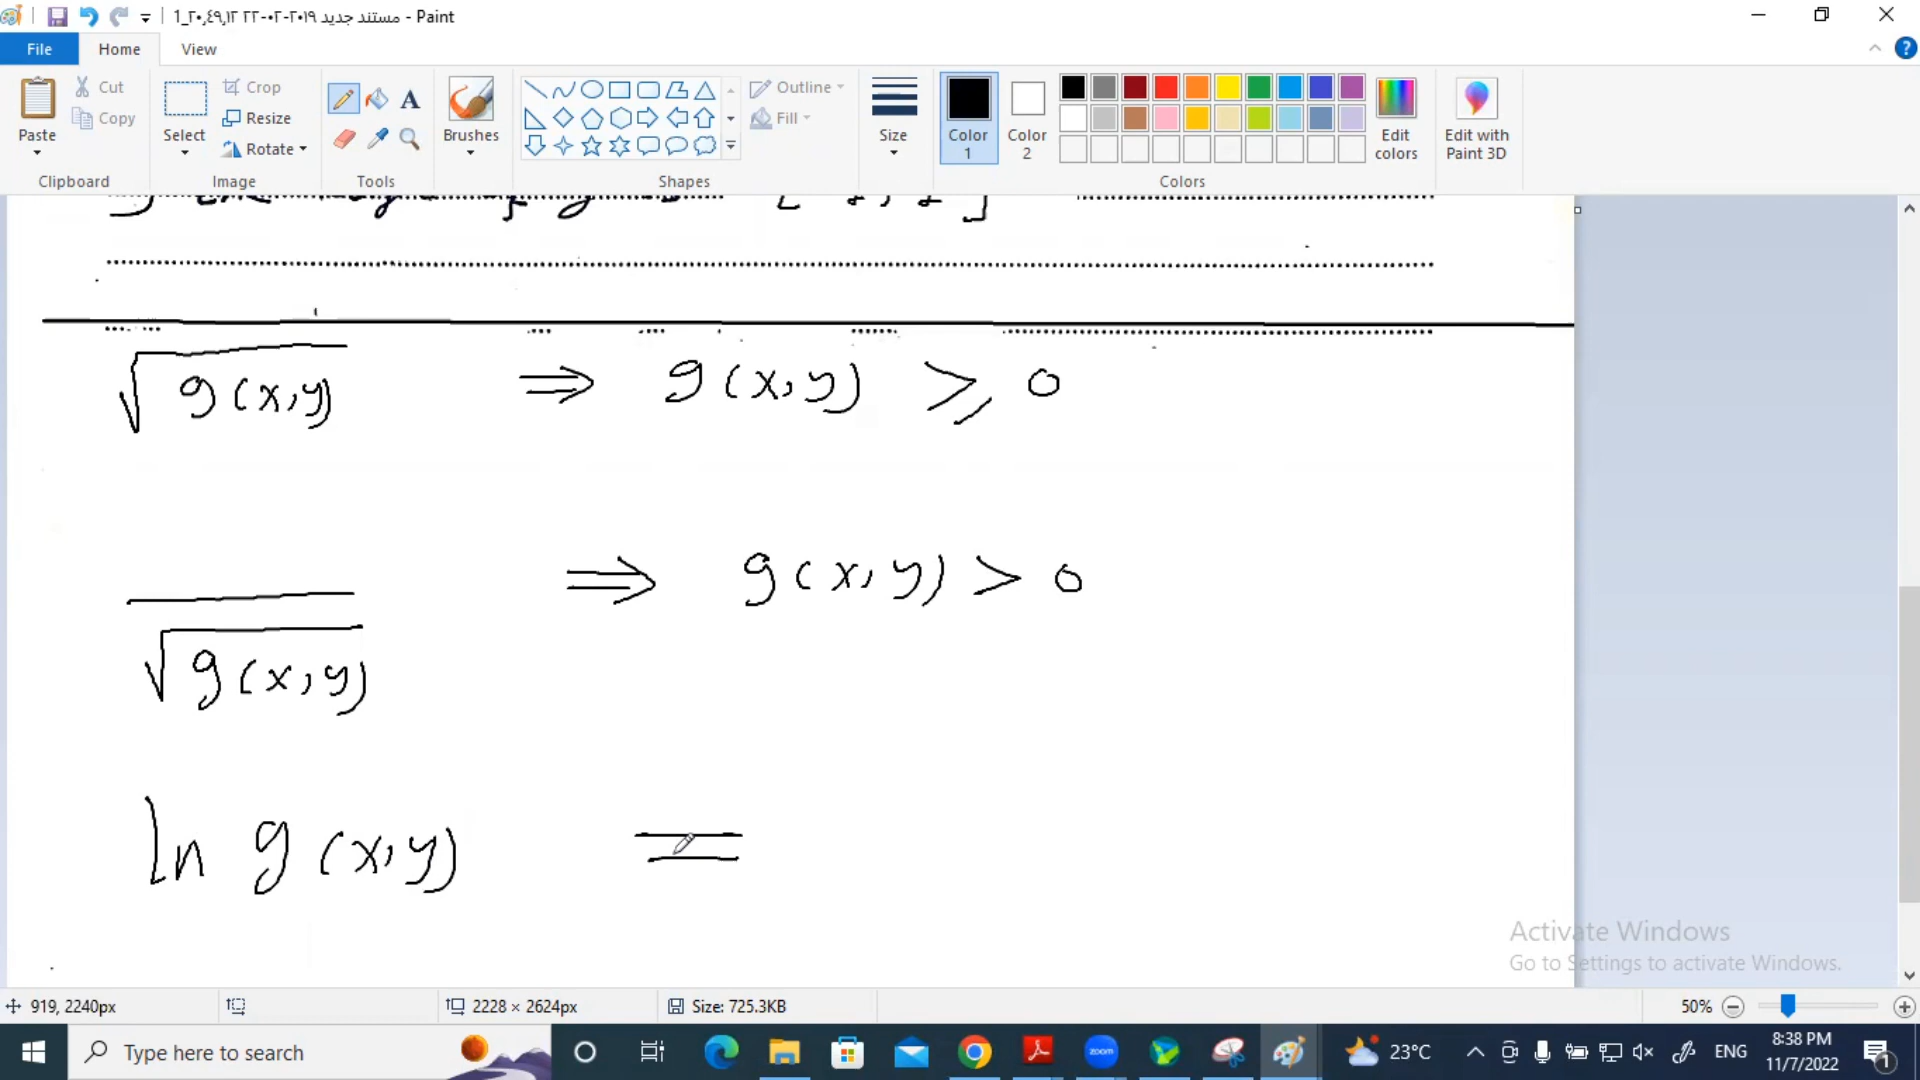 1_٢٠,٤٩,١٢ ٢٢-٠٢-٢٠١٩ مستند جديد - Paint
File Home View
Paste Cut Copy Clipboard
Select Crop Resize Rotate Image
Tools
Brushes
Outline Fill Shapes
Size
Color 1 Color 2 Edit colors Colors
Edit with Paint 3D
√g(x,y) ⇒ g(x,y) ⩾ 0
⇒ g(x,y) > 0
√g(x,y)
ln g(x,y) =
Activate Windows
Go to Settings to activate Windows.
919, 2240px 2228 × 2624px Size: 725.3KB 50%
Type here to search zoom 23°C ENG 8:38 PM 11/7/2022 1